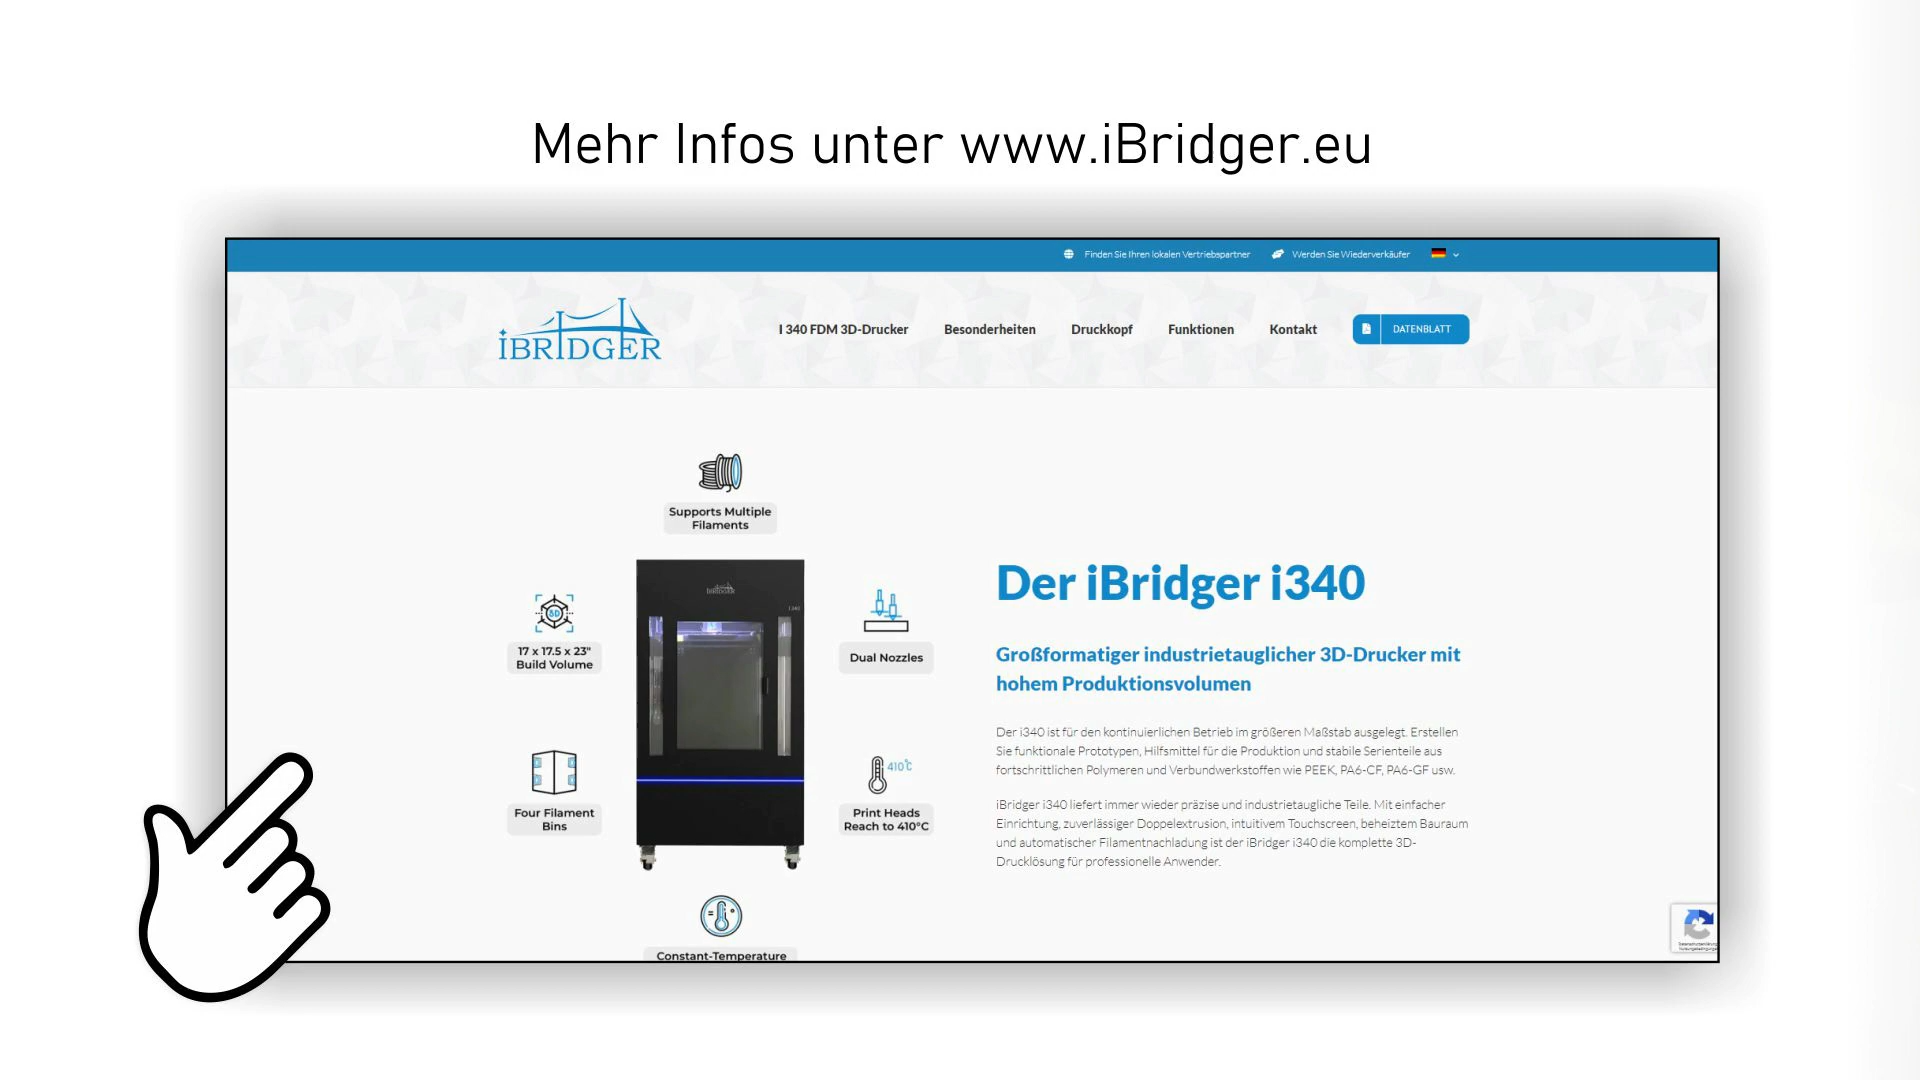 Mehr Infos unter www.iBridger.eu
Finden Sie Ihren lokalen Vertriebspartner
Werden Sie Wiederverkäufer
iBRIDGER
I 340 FDM 3D-Drucker
Besonderheiten
Druckkopf
Funktionen
Kontakt
DATENBLATT
Supports Multiple
Filaments
iBRIDGER
i340
3D
17 x 17.5 x 23"
Build Volume
Dual Nozzles
Four Filament
Bins
410°C
Print Heads
Reach to 410°C
Constant-Temperature
Der iBridger i340
Großformatiger industrietauglicher 3D-Drucker mit
hohem Produktionsvolumen
Der i340 ist für den kontinuierlichen Betrieb im größeren Maßstab ausgelegt. Erstellen
Sie funktionale Prototypen, Hilfsmittel für die Produktion und stabile Serienteile aus
fortschrittlichen Polymeren und Verbundwerkstoffen wie PEEK, PA6-CF, PA6-GF usw.
iBridger i340 liefert immer wieder präzise und industrietaugliche Teile. Mit einfacher
Einrichtung, zuverlässiger Doppelextrusion, intuitivem Touchscreen, beheiztem Bauraum
und automatischer Filamentnachladung ist der iBridger i340 die komplette 3D-
Drucklösung für professionelle Anwender.